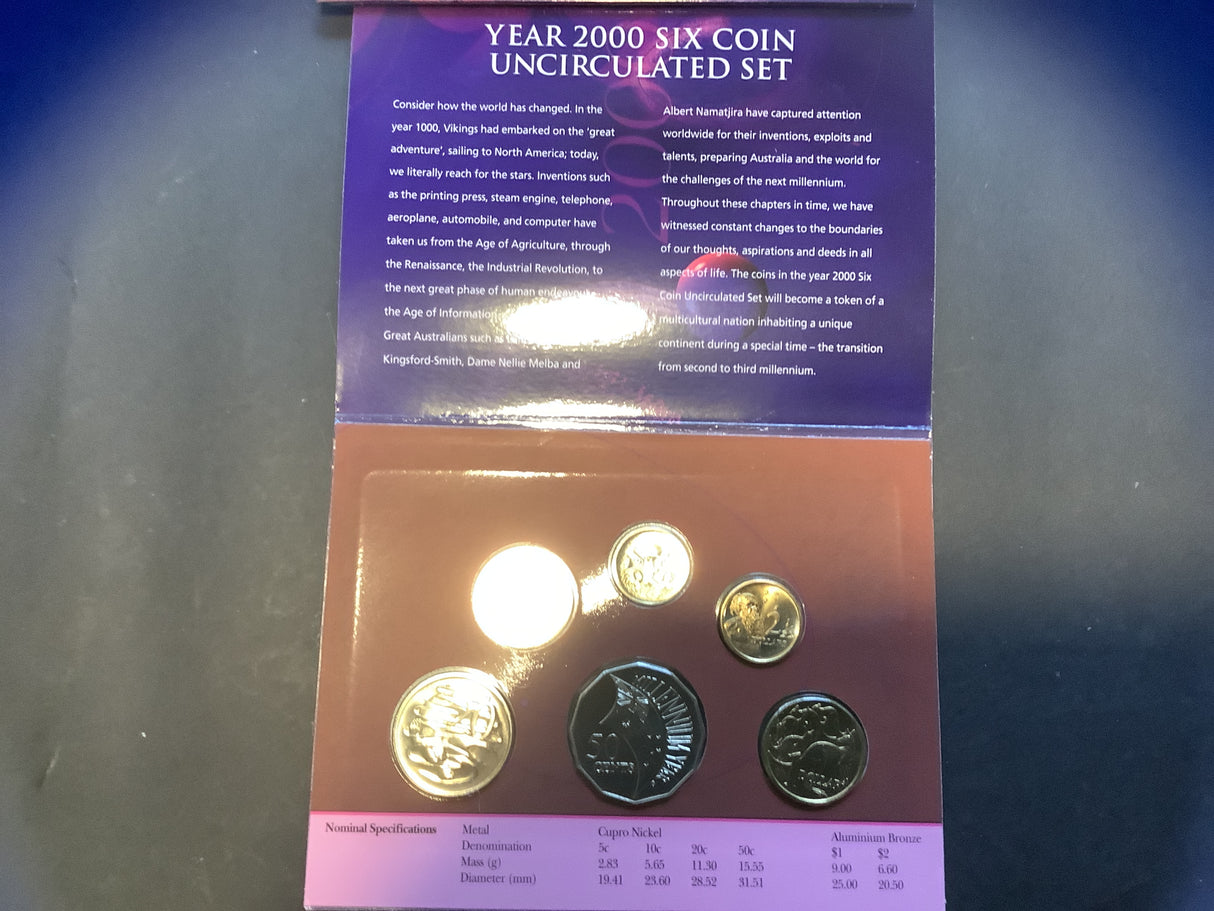 YEAR 2000 SIX COIN
UNCIRCULATED SET
Consider how the world has changed. In the
year 1000, Vikings had embarked on the 'great
adventure', sailing to North America; today,
we literally reach for the stars. Inventions such
as the printing press, steam engine, telephone,
aeroplane, automobile, and computer have
taken us from the Age of Agriculture, through
the Renaissance, the Industrial Revolution, to
the next great phase of human endeavour,
the Age of Information
Great Australians such as
Kingsford-Smith, Dame Nellie Melba and
Albert Namatjira have captured attention
worldwide for their inventions, exploits and
talents, preparing Australia and the world for
the challenges of the next millennium.
Throughout these chapters in time, we have
witnessed constant changes to the boundaries
of our thoughts, aspirations and deeds in all
aspects of life. The coins in the year 2000 Six
Coin Uncirculated Set will become a token of a
multicultural nation inhabiting a unique
continent during a special time – the transition
from second to third millennium.
2000
2
DOLLARS
MILLENNIUM YEAR
50
CENTS
DOLLAR
Nominal Specifications Metal Cupro Nickel Aluminium Bronze
Denomination 5c 10c 20c 50c $1 $2
Mass (g) 2.83 5.65 11.30 15.55 9.00 6.60
Diameter (mm) 19.41 23.60 28.52 31.51 25.00 20.50